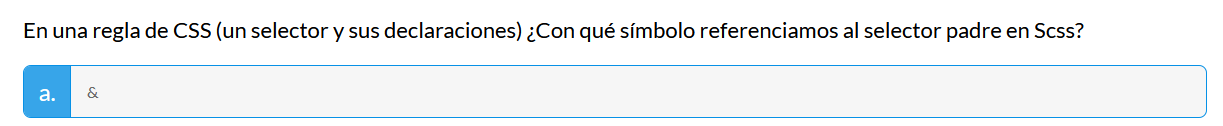 En una regla de CSS (un selector y sus declaraciones) ¿Con qué símbolo referenciamos al selector padre en Scss?
a. &